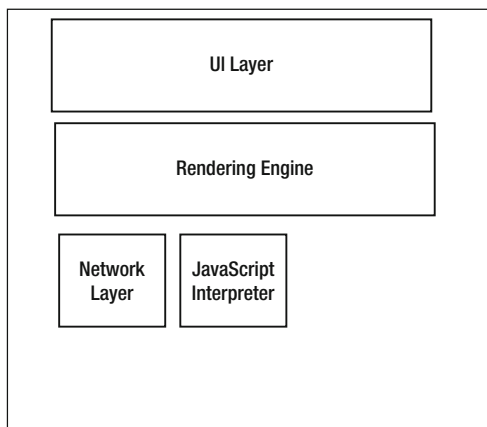 UI Layer
Rendering Engine
Network
Layer
JavaScript
Interpreter